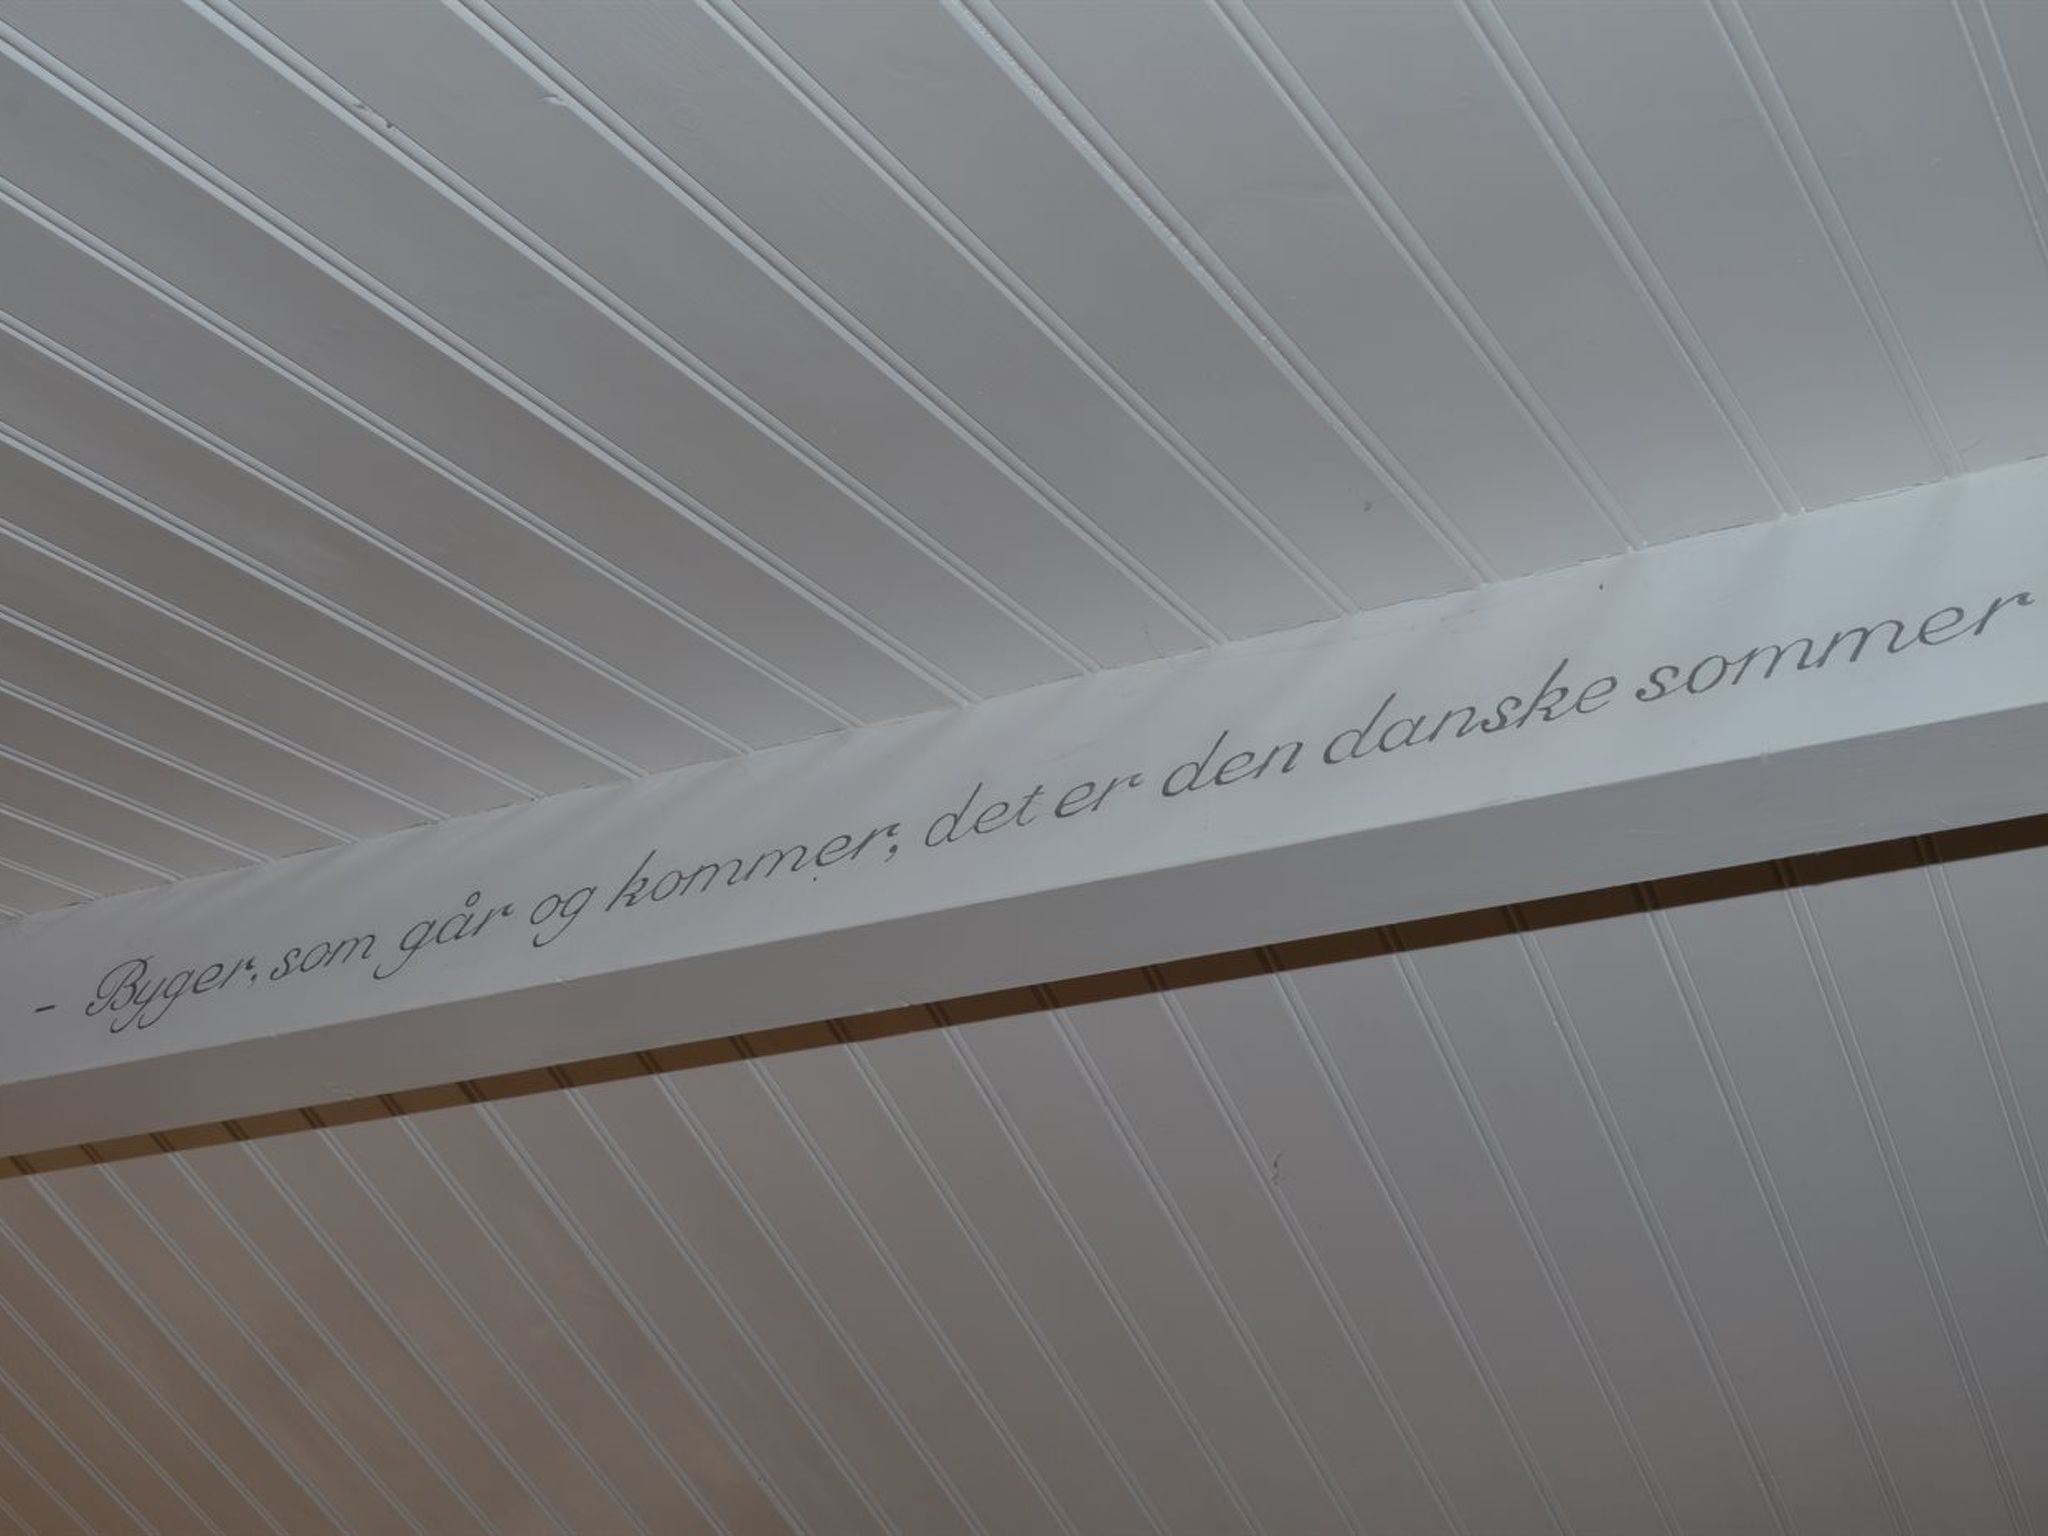 - Byger, som går og kommer, det er den danske sommer